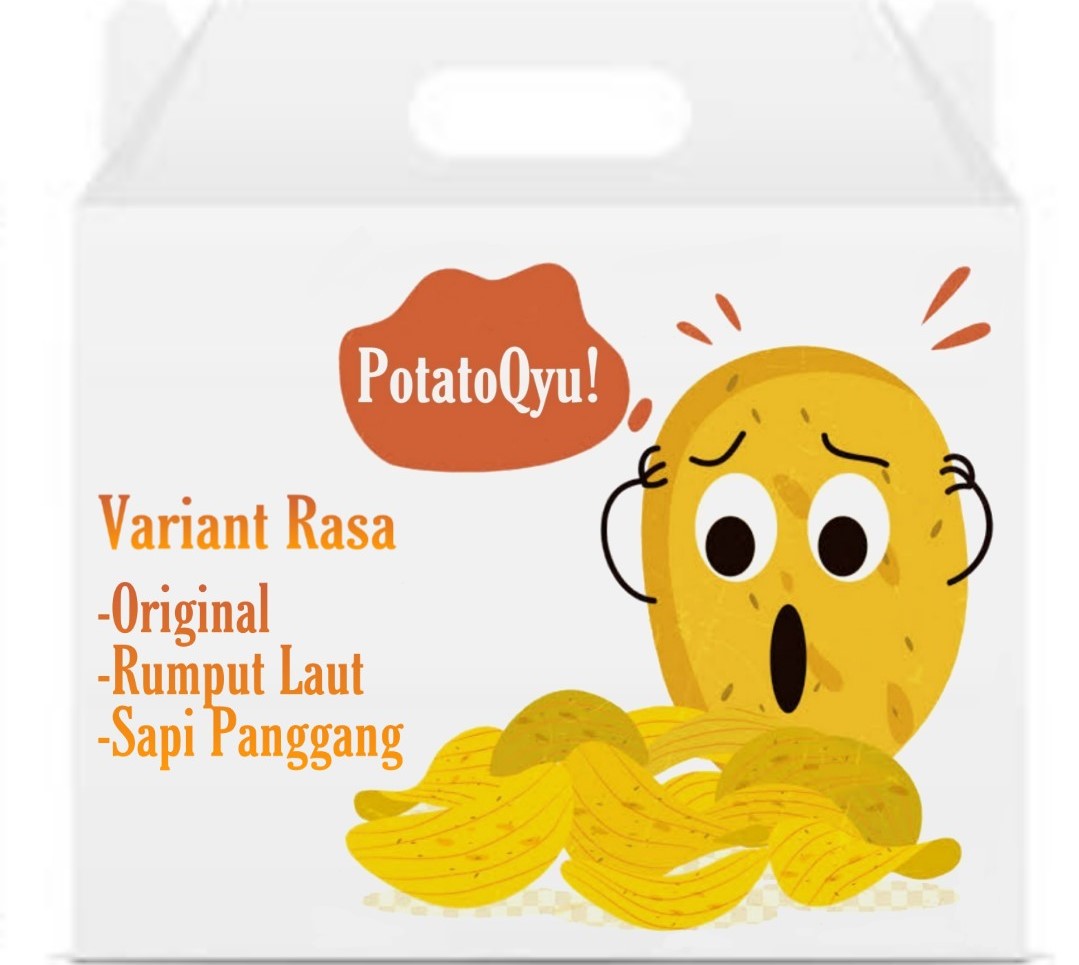 PotatoQyu!
Variant Rasa
-Original
-Rumput Laut
-Sapi Panggang